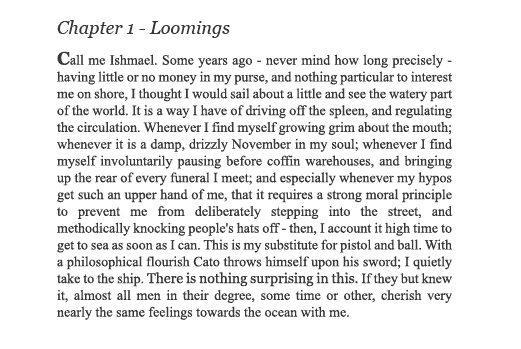 Chapter 1 - Loomings
Call me Ishmael. Some years ago - never mind how long precisely -
having little or no money in my purse, and nothing particular to interest
me on shore, I thought I would sail about a little and see the watery part
of the world. It is a way I have of driving off the spleen, and regulating
the circulation. Whenever I find myself growing grim about the mouth;
whenever it is a damp, drizzly November in my soul; whenever I find
myself involuntarily pausing before coffin warehouses, and bringing
up the rear of every funeral I meet; and especially whenever my hypos
get such an upper hand of me, that it requires a strong moral principle
to prevent me from deliberately stepping into the street, and
methodically knocking people's hats off - then, I account it high time to
get to sea as soon as I can. This is my substitute for pistol and ball. With
a philosophical flourish Cato throws himself upon his sword; I quietly
take to the ship. There is nothing surprising in this. If they but knew
it, almost all men in their degree, some time or other, cherish very
nearly the same feelings towards the ocean with me.